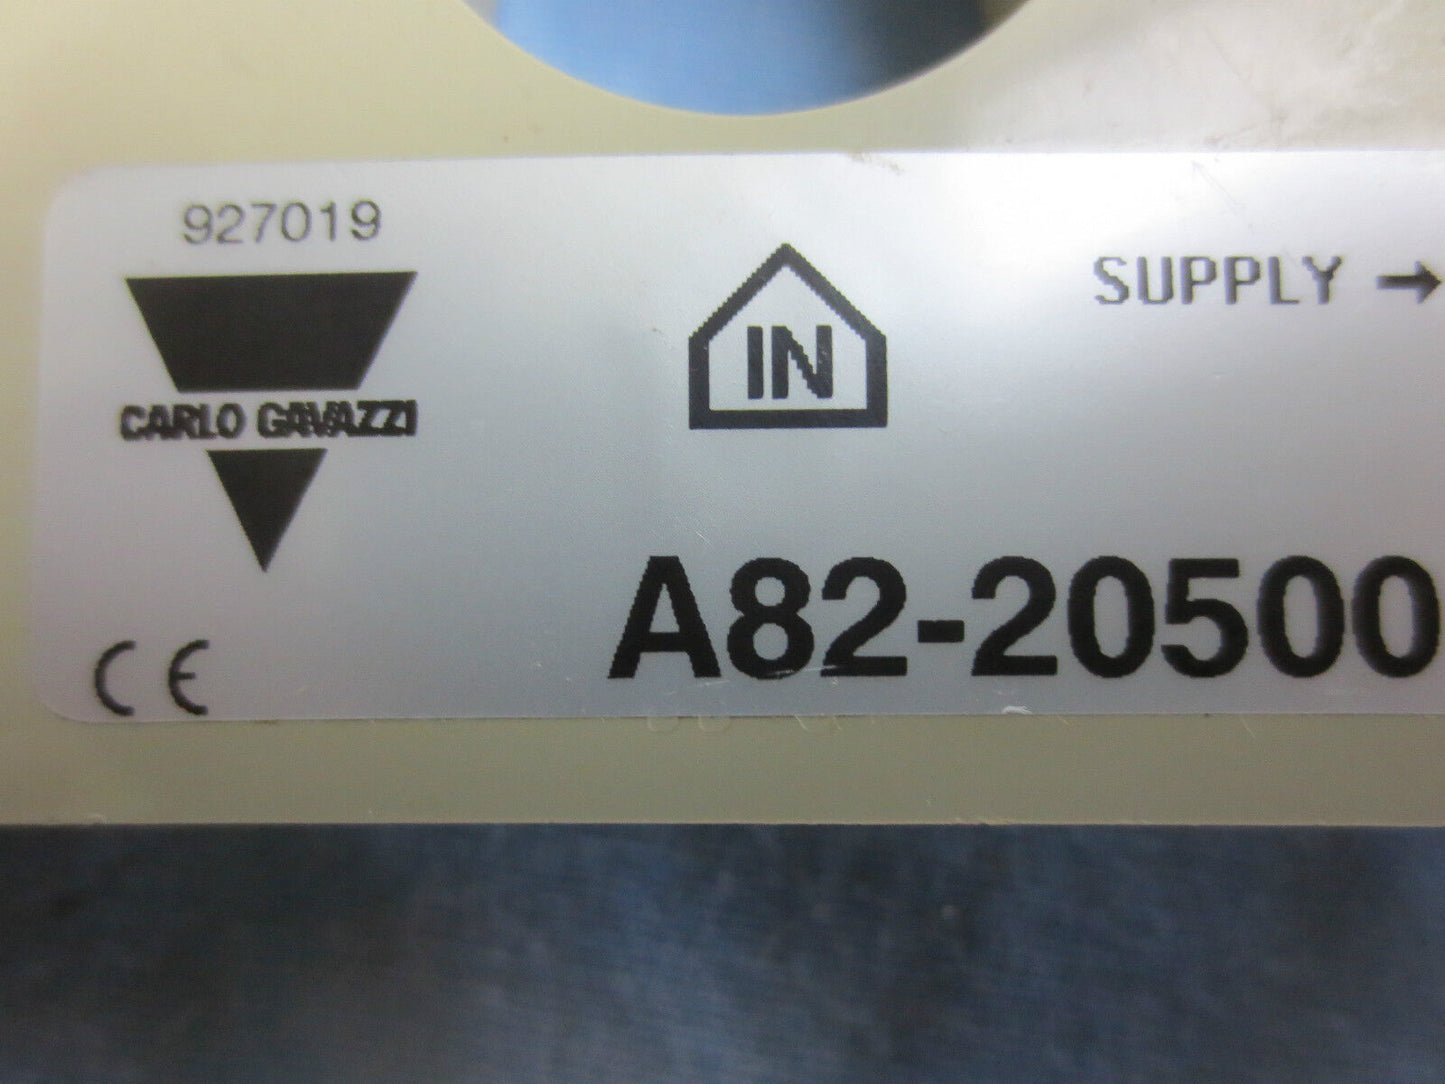 927019
CARLO GAVAZZI
IN
SUPPLY →
A82-20500
CE